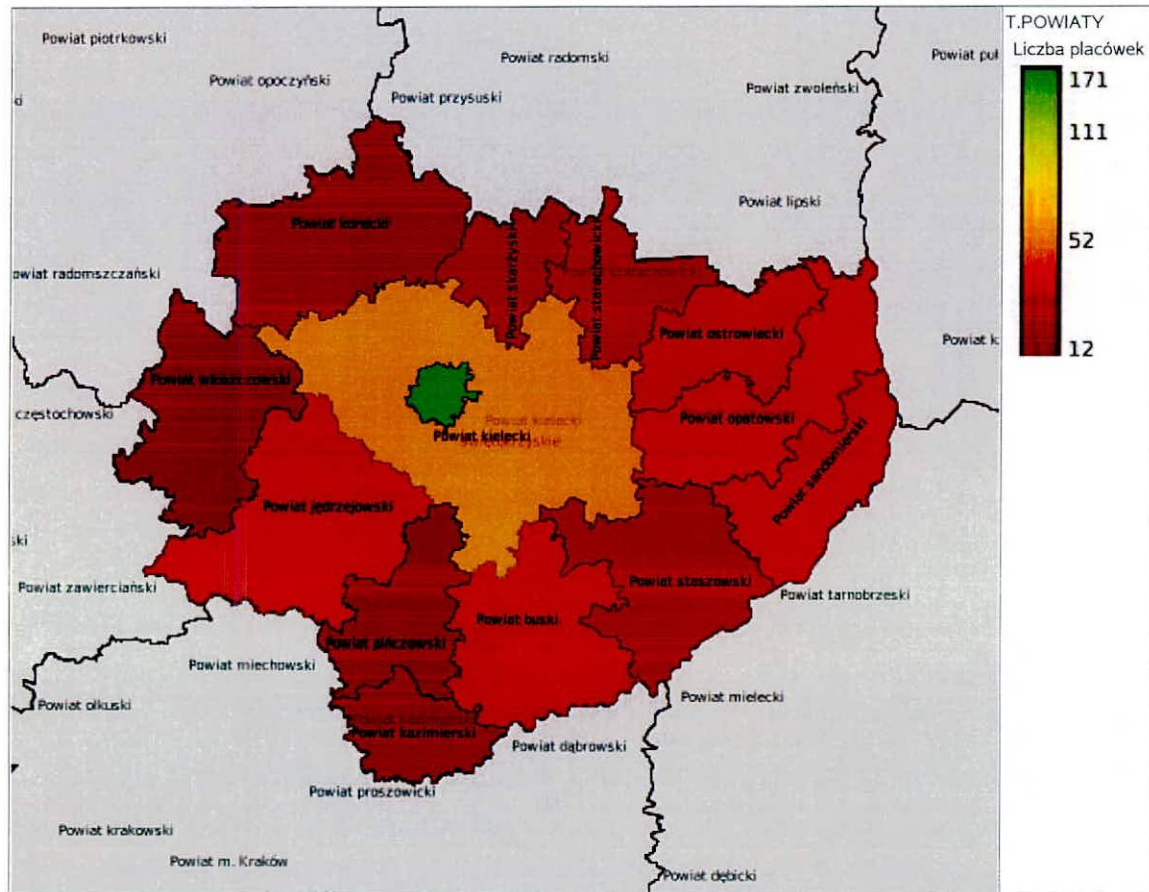 T.POWIATY
Liczba placówek
171
111
52
12
Powiat piotrkowski
Powiat radomski
Powiat opoczyński
Powiat przysuski
Powiat zwoleński
Powiat lipski
Powiat konecki
Powiat skarżyski
Powiat starachowicki
Powiat radomszczański
Powiat ostrowiecki
Powiat włoszczowski
częstochowski
Powiat opatowski
Powiat kielecki
Powiat kielecki
świętokrzyskie
Powiat sandomierski
Powiat jędrzejowski
Powiat staszowski
Powiat zawierciański
Powiat tarnobrzeski
Powiat buski
Powiat pińczowski
Powiat miechowski
Powiat mielecki
Powiat olkuski
Powiat kazimierski
Powiat dąbrowski
Powiat proszowicki
Powiat krakowski
Powiat m. Kraków
Powiat dębicki